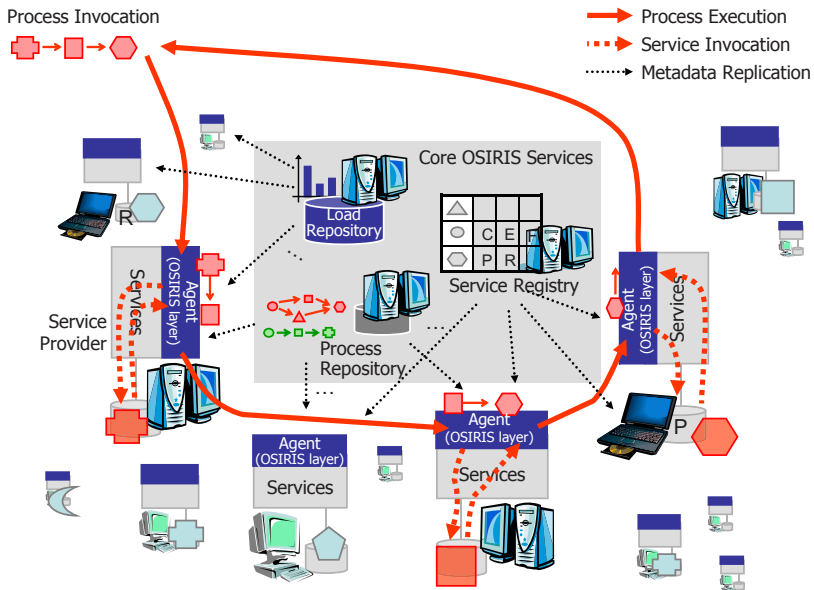 Process Invocation
Process Execution
Service Invocation
Metadata Replication
Core OSIRIS Services
Load
Repository
C E F
P R
Service Registry
...
...
...
Process
Repository
R
Services
Agent
(OSIRIS layer)
Service
Provider
Agent
(OSIRIS layer)
Services
P
Agent
(OSIRIS layer)
Services
Agent
(OSIRIS layer)
Services